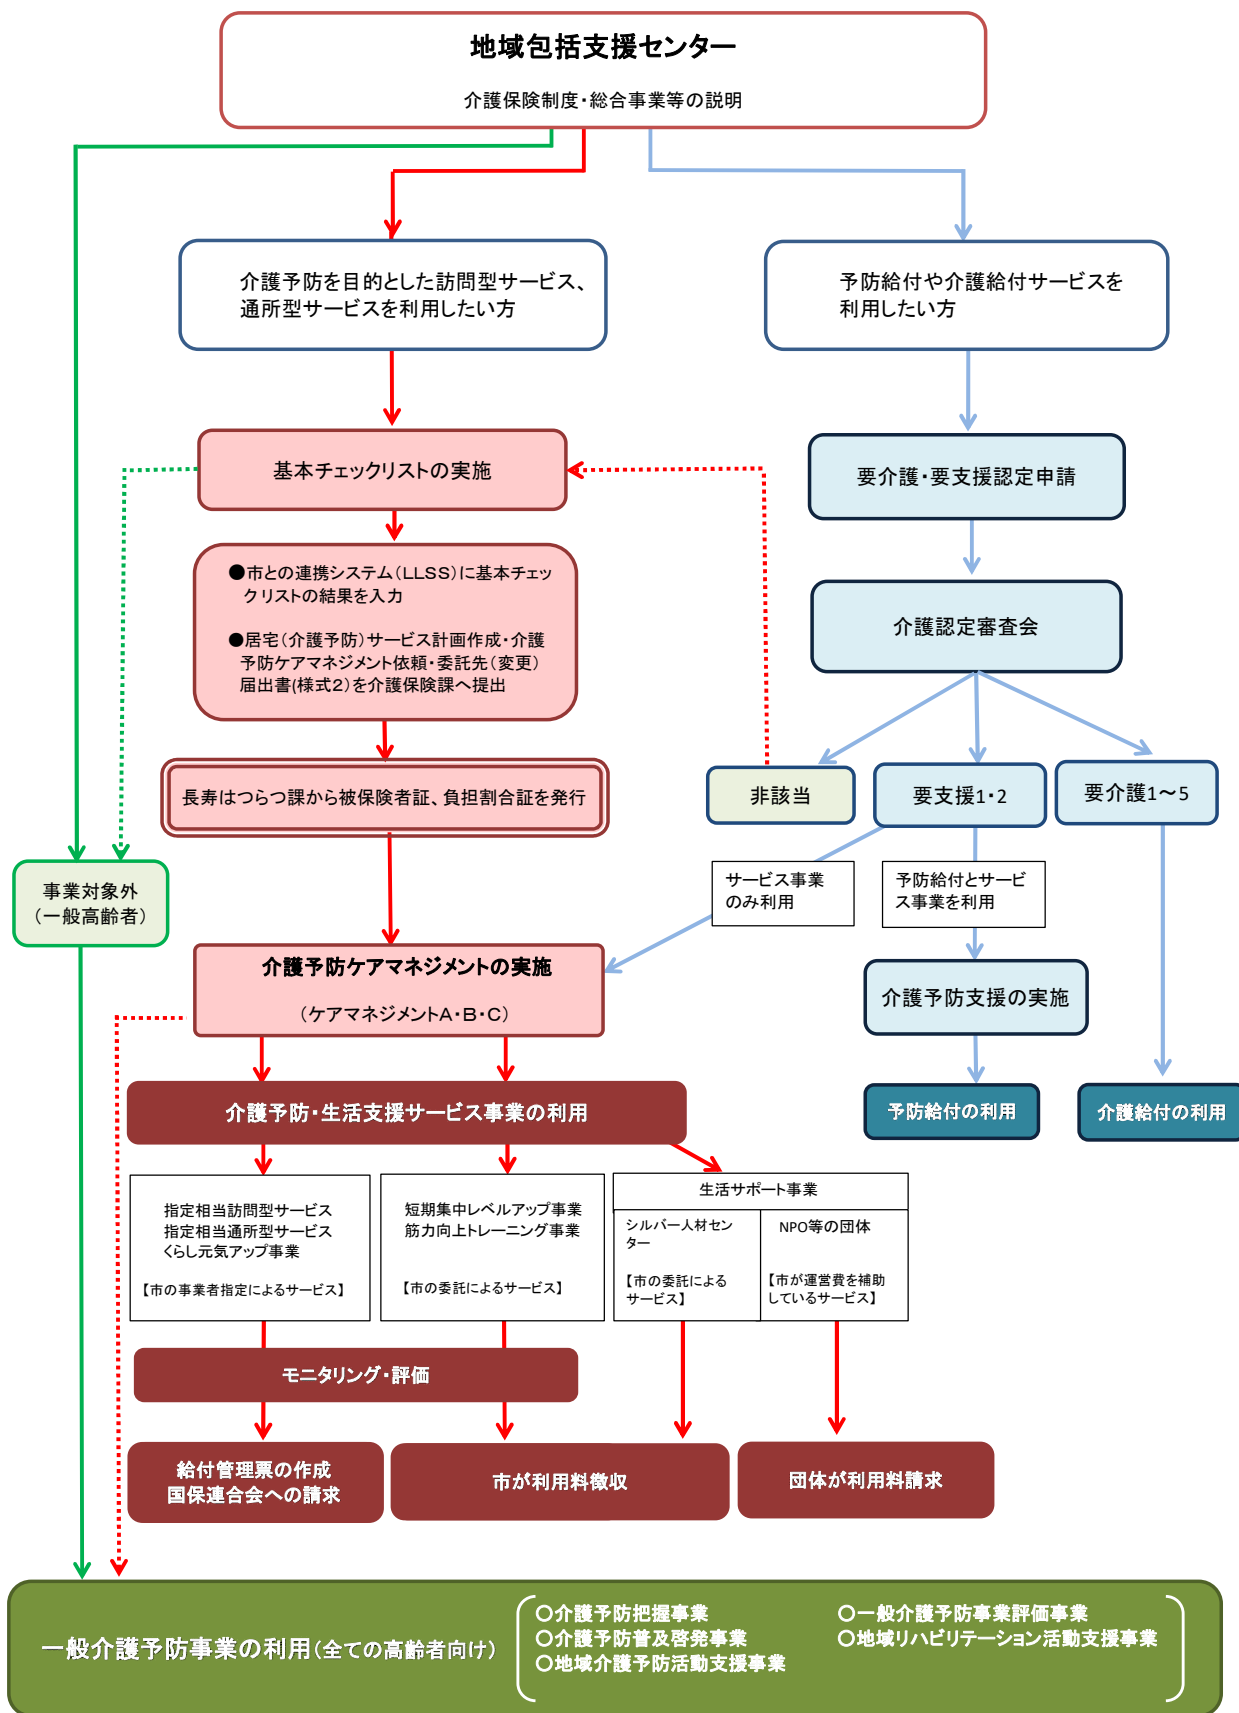 地域包括支援センター
介護保険制度・総合事業等の説明
介護予防を目的とした訪問型サービス、
通所型サービスを利用したい方
予防給付や介護給付サービスを
利用したい方
基本チェックリストの実施
要介護・要支援認定申請
●市との連携システム(LLSS)に基本チェッ
クリストの結果を入力
●居宅(介護予防)サービス計画作成・介護
予防ケアマネジメント依頼・委託先(変更)
届出書(様式2)を介護保険課へ提出
介護認定審査会
長寿はつらつ課から被保険者証、負担割合証を発行
非該当
要支援1・2
要介護1～5
事業対象外
(一般高齢者)
サービス事業
のみ利用
予防給付とサービ
ス事業を利用
介護予防ケアマネジメントの実施
(ケアマネジメントA・B・C)
介護予防支援の実施
介護予防・生活支援サービス事業の利用
予防給付の利用
介護給付の利用
指定相当訪問型サービス
指定相当通所型サービス
くらし元気アップ事業
【市の事業者指定によるサービス】
短期集中レベルアップ事業
筋力向上トレーニング事業
【市の委託によるサービス】
生活サポート事業
シルバー人材セン
ター
【市の委託による
サービス】
NPO等の団体
【市が運営費を補助
しているサービス】
モニタリング・評価
給付管理票の作成
国保連合会への請求
市が利用料徴収
団体が利用料請求
一般介護予防事業の利用(全ての高齢者向け)
○介護予防把握事業
○介護予防普及啓発事業
○地域介護予防活動支援事業
○一般介護予防事業評価事業
○地域リハビリテーション活動支援事業